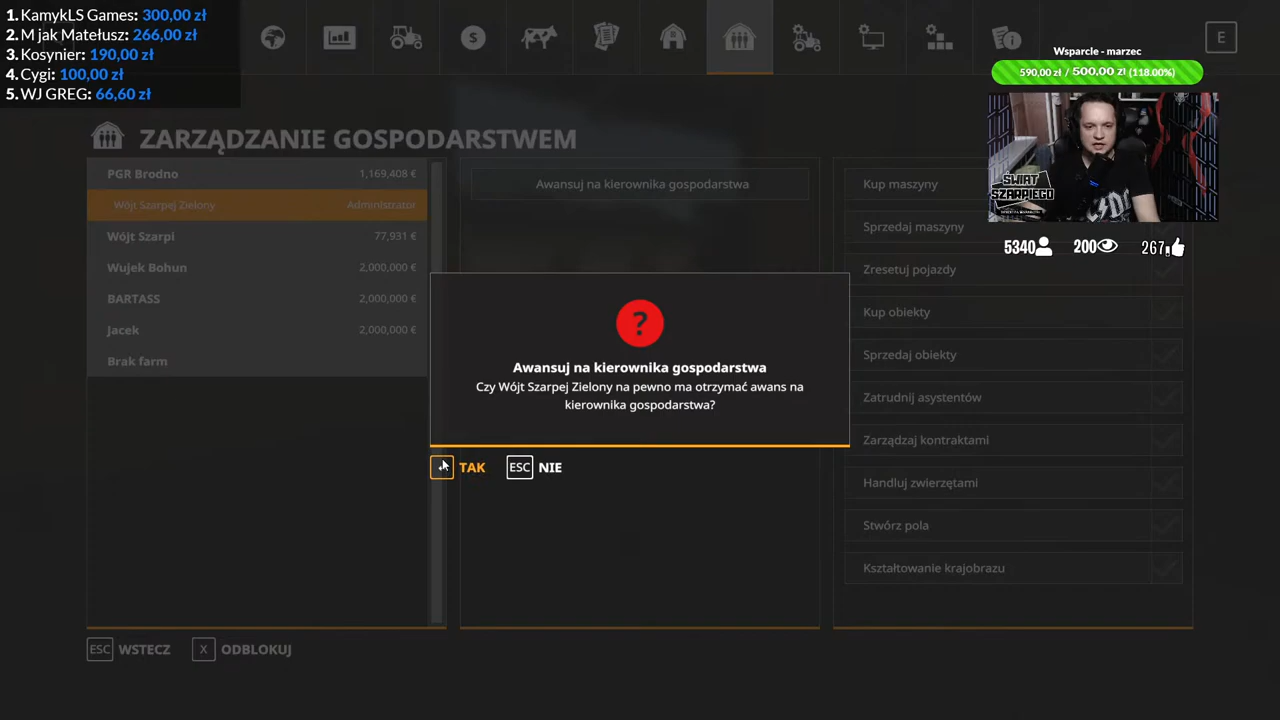 1. KamykLS Games: 300,00 zł
2. M jak Matełusz: 266,00 zł
3. Kosynier: 190,00 zł
4. Cygi: 100,00 zł
5. WJ GREG: 66,60 zł
E
Wsparcie - marzec
590,00 zł / 500,00 zł (118.00%)
ŚWIAT
SZARPIEGO
5340
200
267
ZARZĄDZANIE GOSPODARSTWEM
PGR Brodno 1,169,408 €
Wójt Szarpej Zielony Administrator
Wójt Szarpi 77,931 €
Wujek Bohun 2,000,000 €
BARTASS 2,000,000 €
Jacek 2,000,000 €
Brak farm
Awansuj na kierownika gospodarstwa
Kup maszyny
Sprzedaj maszyny
Zresetuj pojazdy
Kup obiekty
Sprzedaj obiekty
Zatrudnij asystentów
Zarządzaj kontraktami
Handluj zwierzętami
Stwórz pola
Kształtowanie krajobrazu
?
Awansuj na kierownika gospodarstwa
Czy Wójt Szarpej Zielony na pewno ma otrzymać awans na
kierownika gospodarstwa?
TAK ESC NIE
ESC WSTECZ X ODBLOKUJ